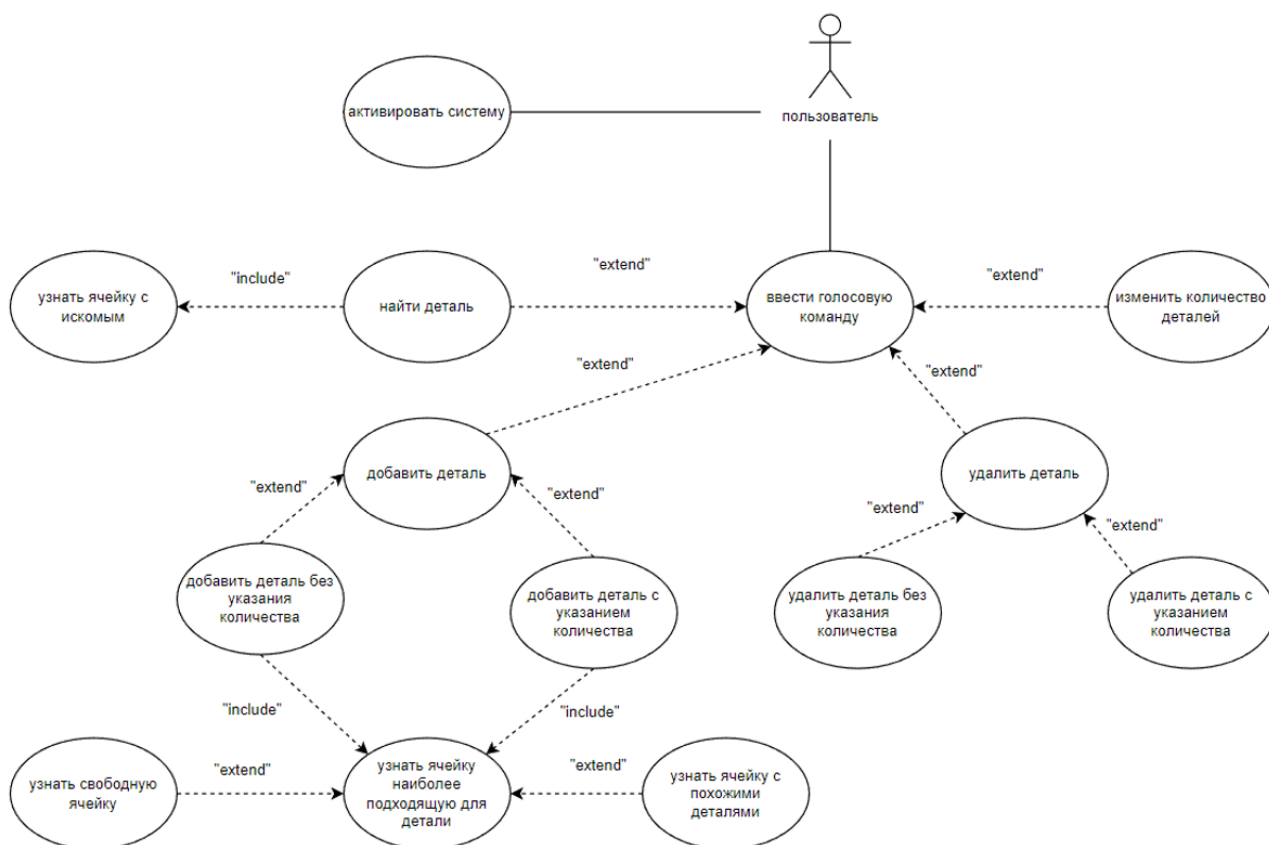 пользователь
активировать систему
"include"
"extend"
"extend"
узнать ячейку с
искомым
найти деталь
ввести голосовую
команду
изменить количество
деталей
"extend"
"extend"
добавить деталь
удалить деталь
"extend"
"extend"
"extend"
"extend"
добавить деталь без
указания
количества
добавить деталь с
указанием
количества
удалить деталь без
указания
количества
удалить деталь с
указанием
количества
"include"
"include"
узнать свободную
ячейку
"extend"
узнать ячейку
наиболее
подходящую для
детали
"extend"
узнать ячейку с
похожими
деталями